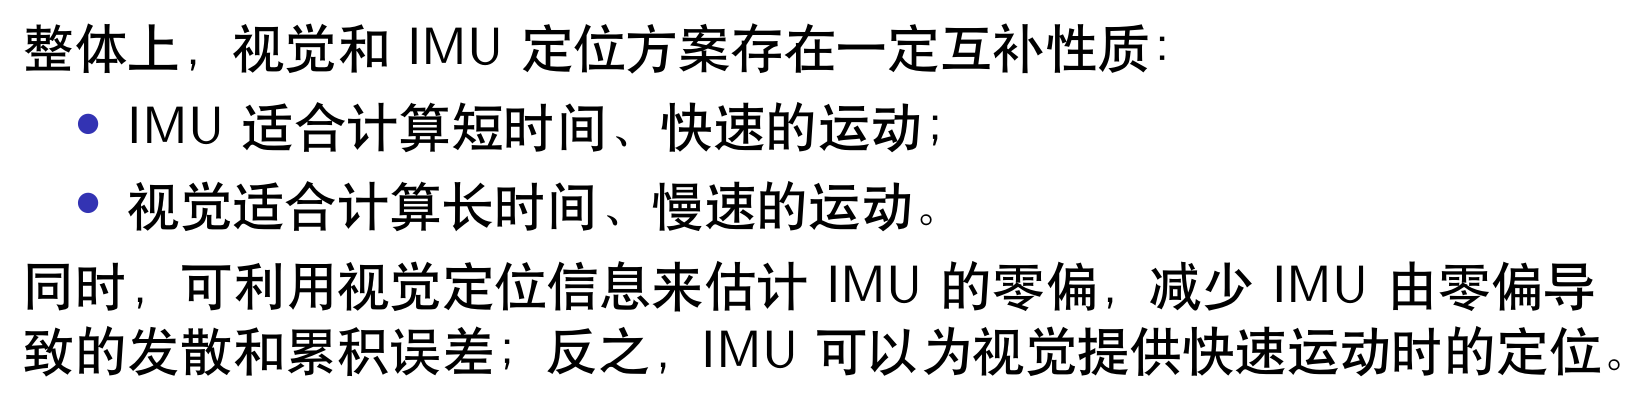 整体上，视觉和 IMU 定位方案存在一定互补性质：
• IMU 适合计算短时间、快速的运动；
• 视觉适合计算长时间、慢速的运动。
同时，可利用视觉定位信息来估计 IMU 的零偏，减少 IMU 由零偏导
致的发散和累积误差；反之，IMU 可以为视觉提供快速运动时的定位。